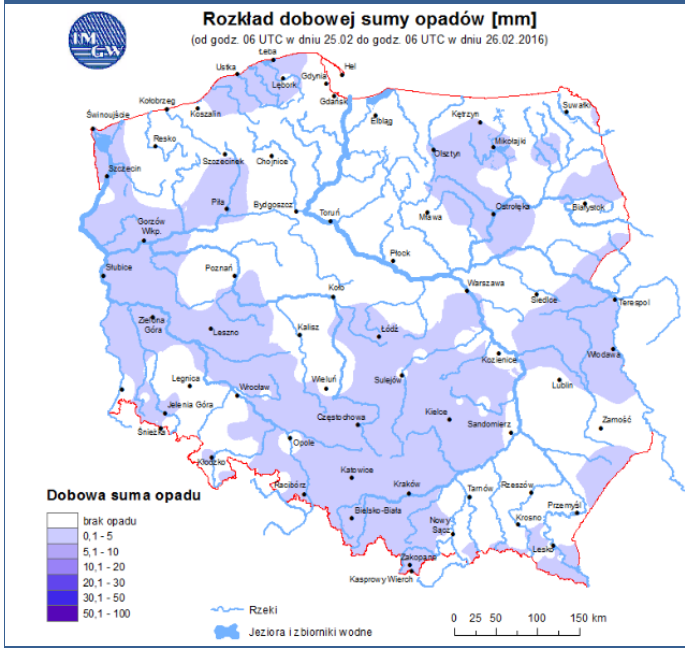 Rozkład dobowej sumy opadów [mm]
(od godz. 06 UTC w dniu 25.02 do godz. 06 UTC w dniu 26.02.2016)
IM
GW
Łeba
Ustka
Hel
Lębork
Gdynia
Gdańsk
Kołobrzeg
Koszalin
Świnoujście
Elbląg
Kętrzyn
Suwałki
Resko
Szczecinek
Chojnice
Olsztyn
Mikołajki
Szczecin
Piła
Bydgoszcz
Toruń
Mława
Ostrołęka
Białystok
Gorzów
Wlkp.
Płock
Słubice
Poznań
Koło
Warszawa
Siedlce
Terespol
Zielona
Góra
Leszno
Kalisz
Łódź
Kozienice
Włodawa
Legnica
Wrocław
Wieluń
Sulejów
Lublin
Jelenia Góra
Śnieżka
Częstochowa
Kielce
Sandomierz
Zamość
Opole
Kłodzko
Katowice
Racibórz
Kraków
Tarnów
Rzeszów
Przemyśl
Bielsko-Biała
Nowy
Sącz
Krosno
Lesko
Zakopane
Kasprowy Wierch
Dobowa suma opadu
brak opadu
0,1 - 5
5,1 - 10
10,1 - 20
20,1 - 30
30,1 - 50
50,1 - 100
Rzeki
Jeziora i zbiorniki wodne
0 25 50 100 150 km